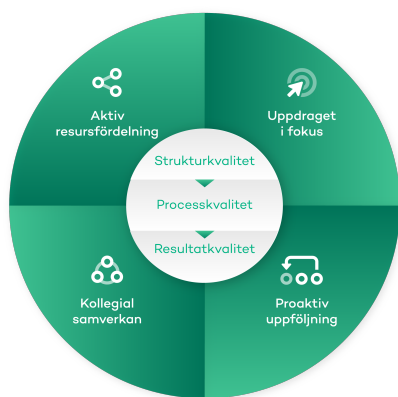 Aktiv
resursfördelning
Uppdraget
i fokus
Strukturkvalitet
Processkvalitet
Resultatkvalitet
Kollegial
samverkan
Proaktiv
uppföljning